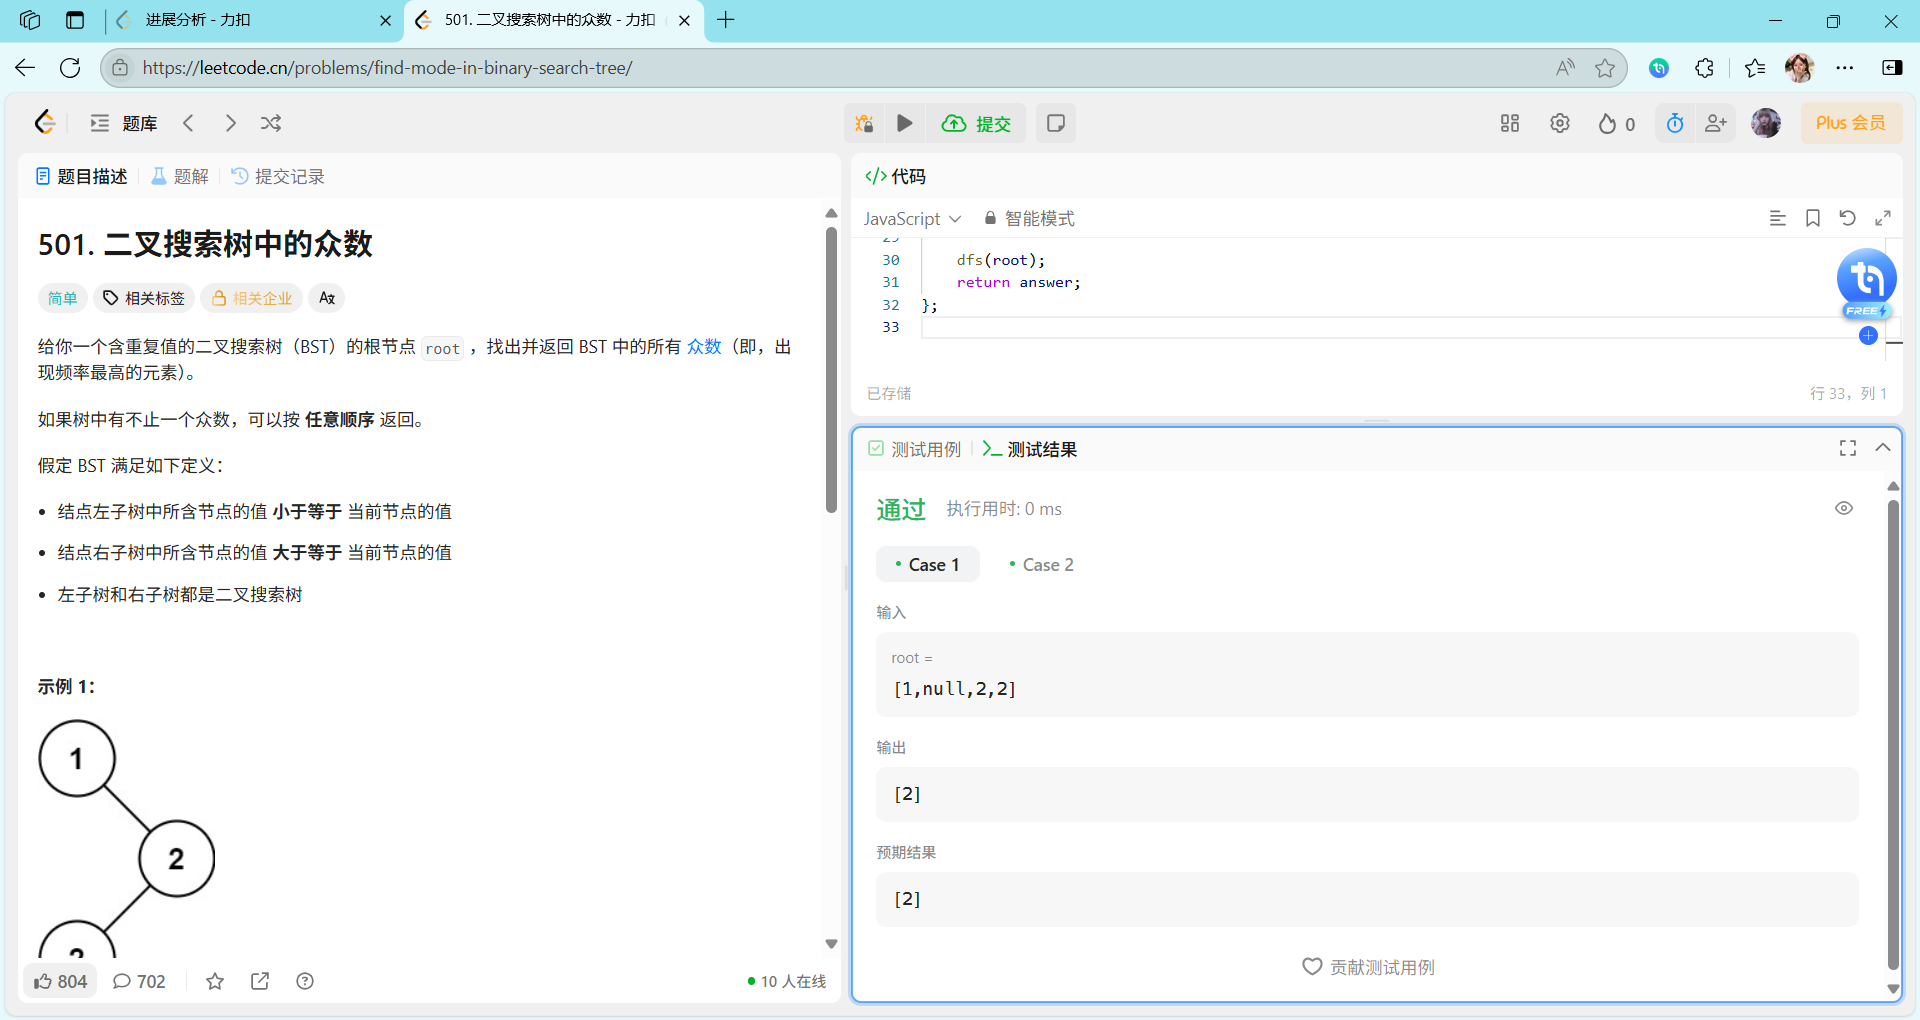 进展分析 - 力扣
501. 二叉搜索树中的众数 - 力扣
https://leetcode.cn/problems/find-mode-in-binary-search-tree/
题库
提交
0
Plus 会员
题目描述
题解
提交记录
501. 二叉搜索树中的众数
简单
相关标签
相关企业
给你一个含重复值的二叉搜索树（BST）的根节点 root ，找出并返回 BST 中的所有 众数（即，出
现频率最高的元素）。
如果树中有不止一个众数，可以按 任意顺序 返回。
假定 BST 满足如下定义：
• 结点左子树中所含节点的值 小于等于 当前节点的值
• 结点右子树中所含节点的值 大于等于 当前节点的值
• 左子树和右子树都是二叉搜索树
示例 1：
1
2
2
804
702
10 人在线
</> 代码
JavaScript
智能模式
29
30 dfs(root);
31 return answer;
32 };
33
FREE
已存储
行 33，列 1
测试用例
测试结果
通过
执行用时: 0 ms
• Case 1
• Case 2
输入
root =
[1,null,2,2]
输出
[2]
预期结果
[2]
贡献测试用例